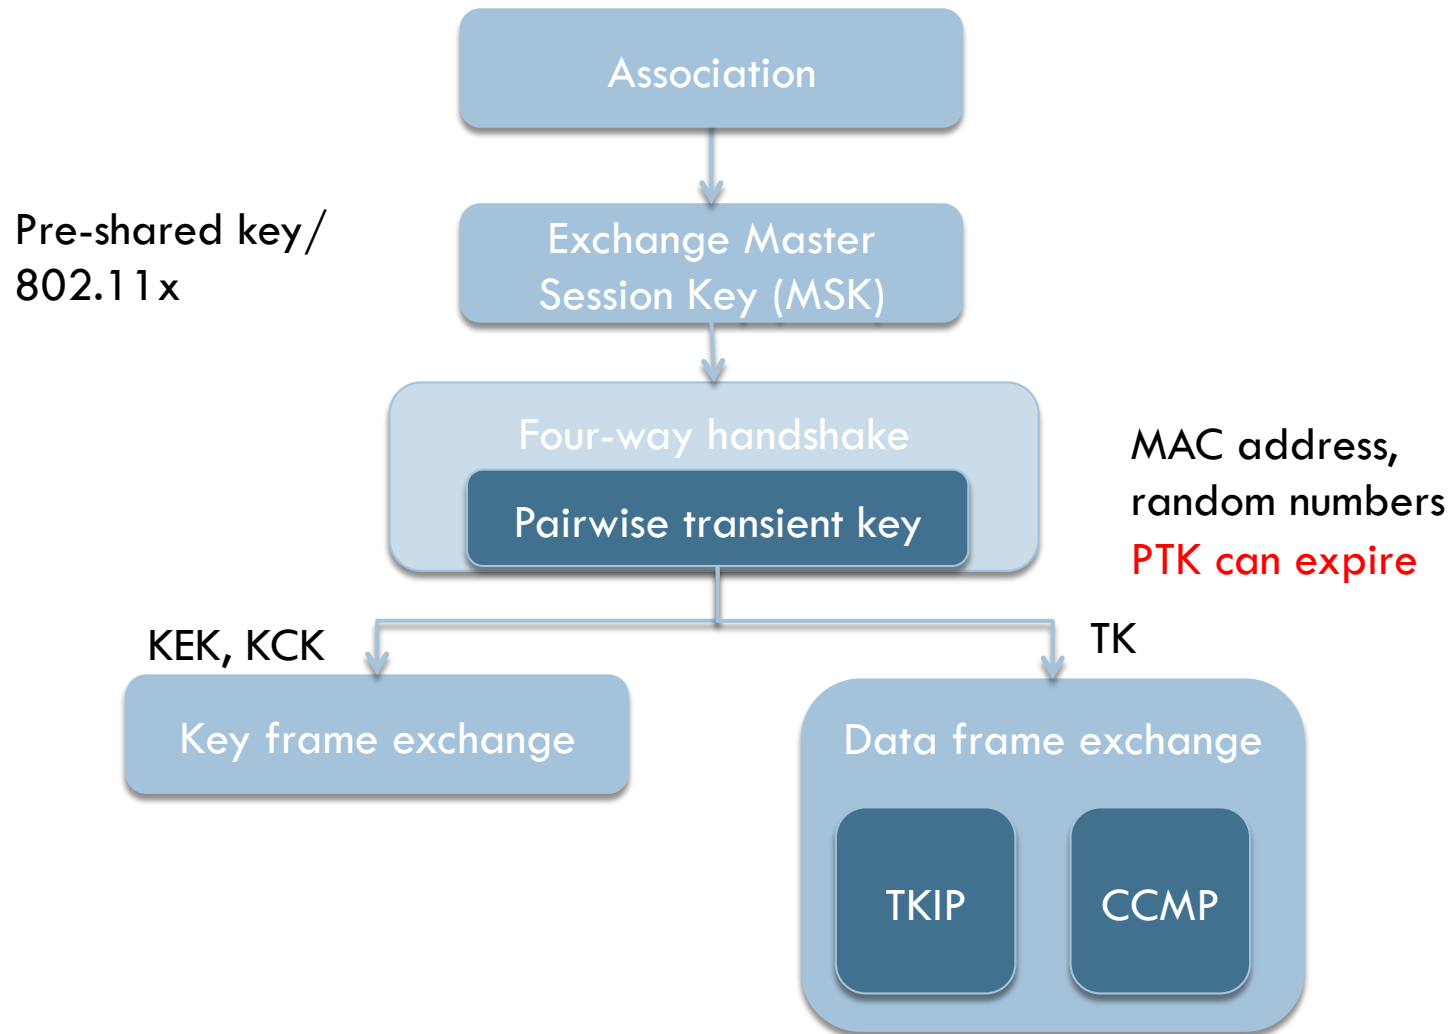 Association
Pre-shared key/
802.11x
Exchange Master
Session Key (MSK)
Four-way handshake
Pairwise transient key
MAC address,
random numbers
PTK can expire
KEK, KCK
TK
Key frame exchange
Data frame exchange
TKIP
CCMP